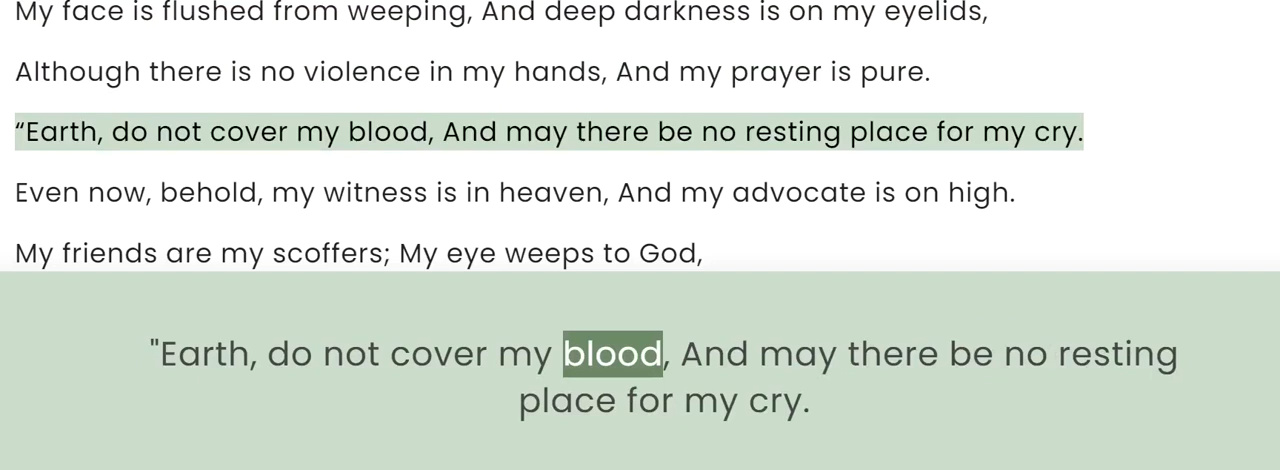 My face is flushed from weeping, And deep darkness is on my eyelids,
Although there is no violence in my hands, And my prayer is pure.
“Earth, do not cover my blood, And may there be no resting place for my cry.
Even now, behold, my witness is in heaven, And my advocate is on high.
My friends are my scoffers; My eye weeps to God,
"Earth, do not cover my blood, And may there be no resting
place for my cry.